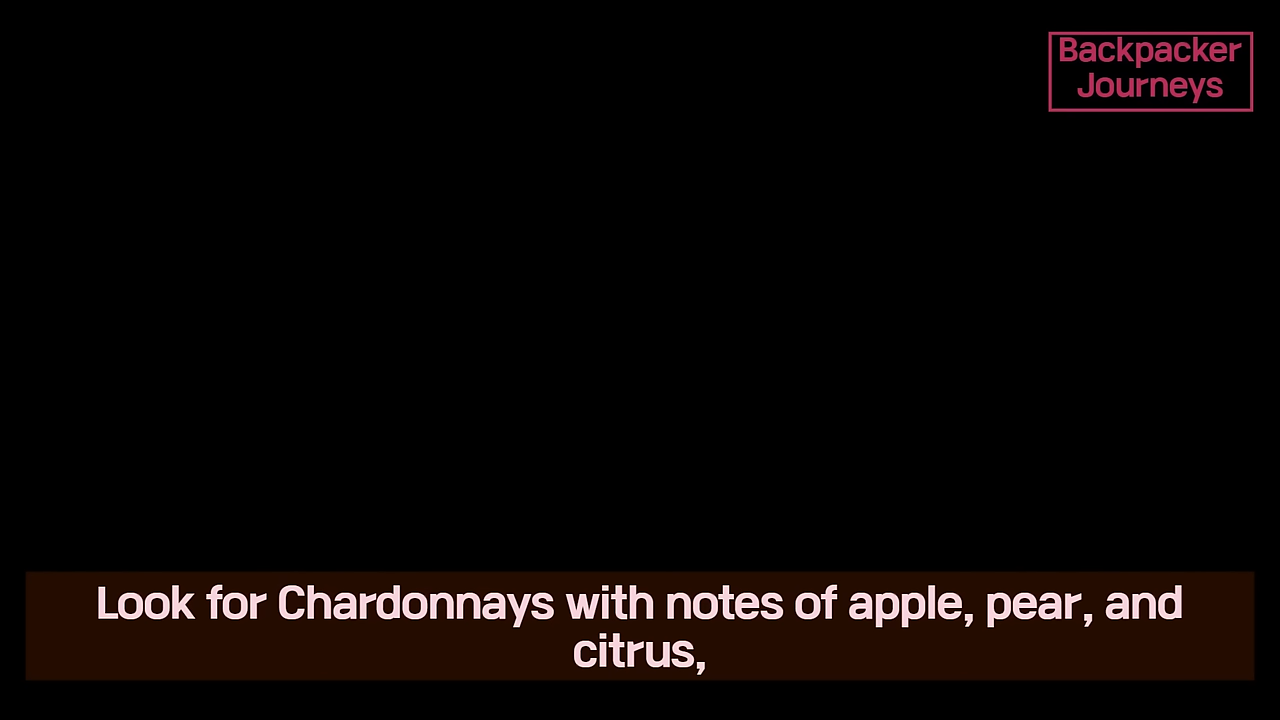 Backpacker
Journeys
Look for Chardonnays with notes of apple, pear, and
citrus,